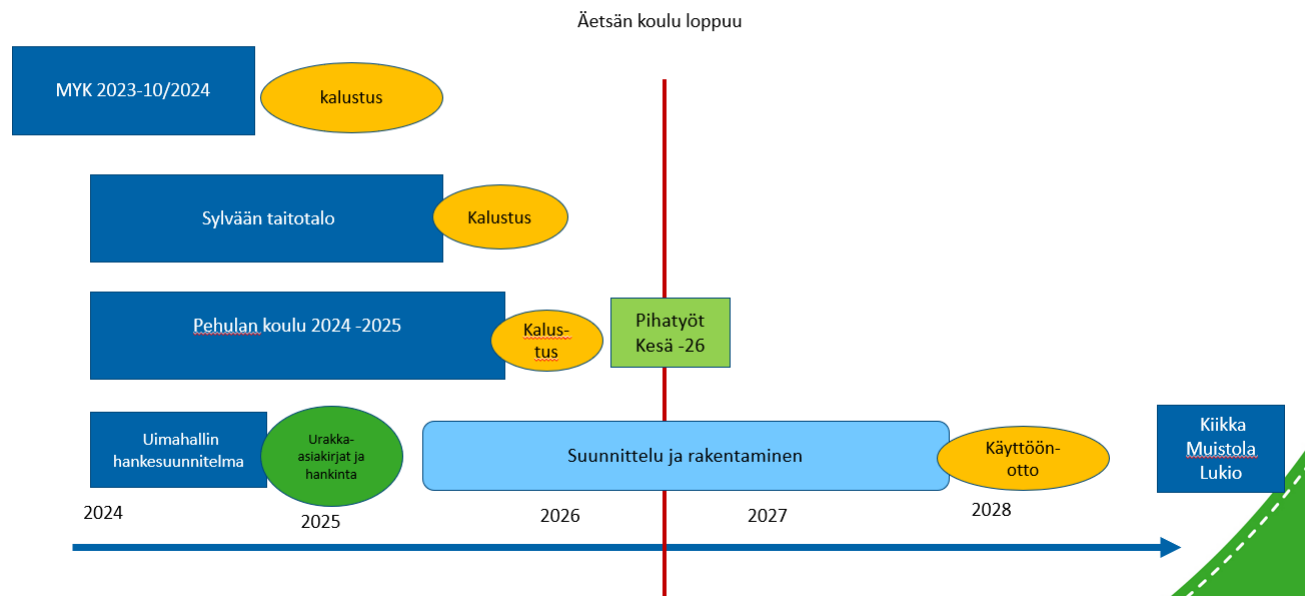 Äetsän koulu loppuu
MYK 2023-10/2024
kalustus
Sylvään taitotalo
Kalustus
Pehulan koulu 2024 -2025
Kalus-
tus
Pihatyöt
Kesä -26
Uimahallin
hankesuunnitelma
Urakka-
asiakirjat ja
hankinta
Suunnittelu ja rakentaminen
Käyttöön-
otto
Kiikka
Muistola
Lukio
2024
2025
2026
2027
2028